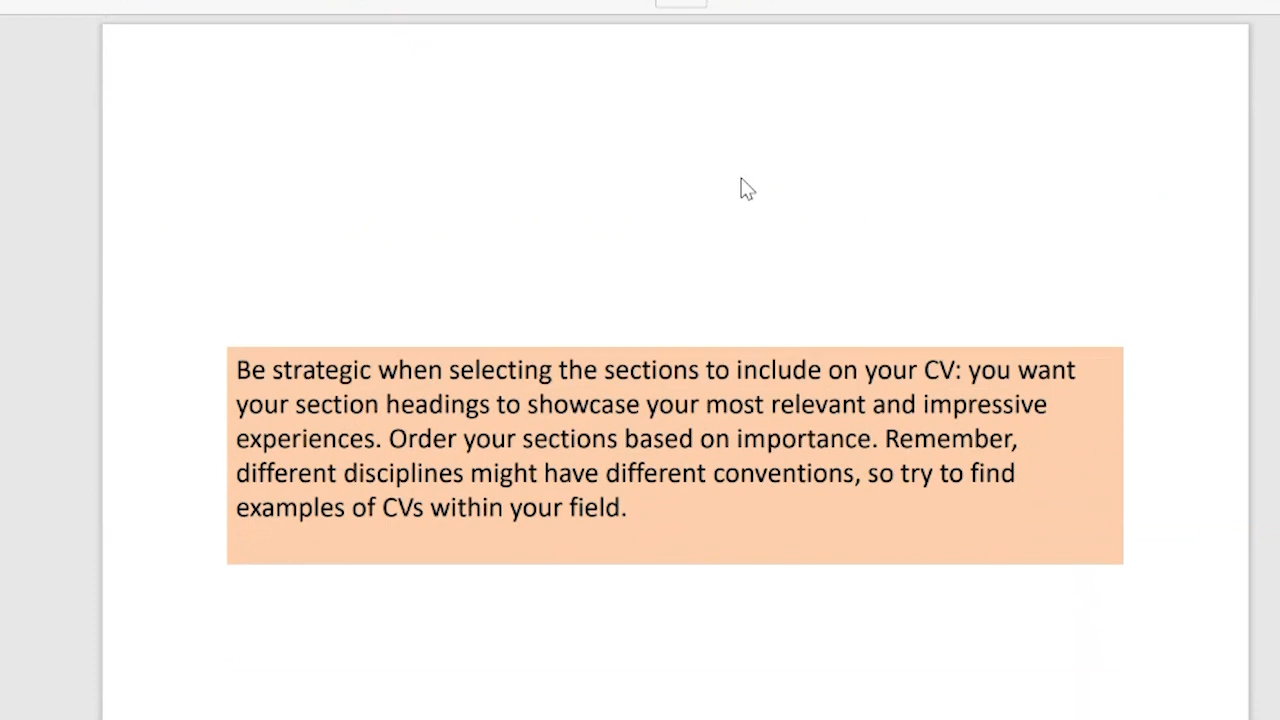 Be strategic when selecting the sections to include on your CV: you want
your section headings to showcase your most relevant and impressive
experiences. Order your sections based on importance. Remember,
different disciplines might have different conventions, so try to find
examples of CVs within your field.